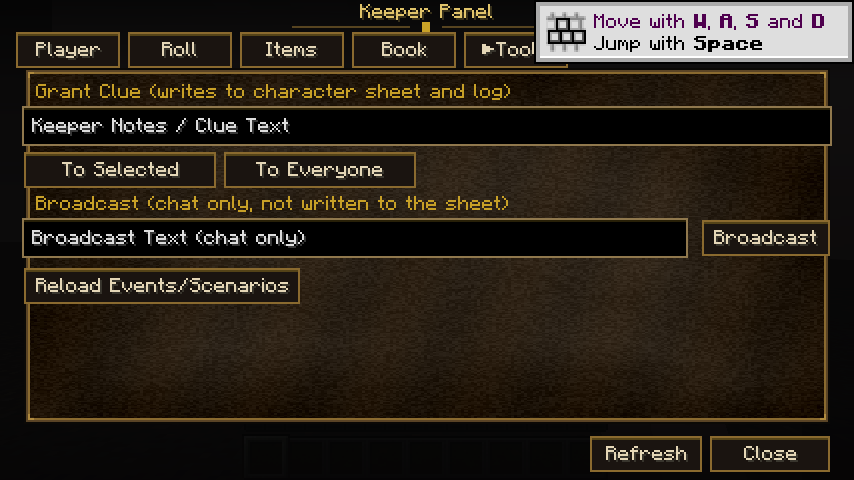 Keeper Panel
Move with W, A, S and D
Jump with Space
Player
Roll
Items
Book
▶Tool
Grant Clue (writes to character sheet and log)
Keeper Notes / Clue Text
To Selected
To Everyone
Broadcast (chat only, not written to the sheet)
Broadcast Text (chat only)
Broadcast
Reload Events/Scenarios
Refresh
Close